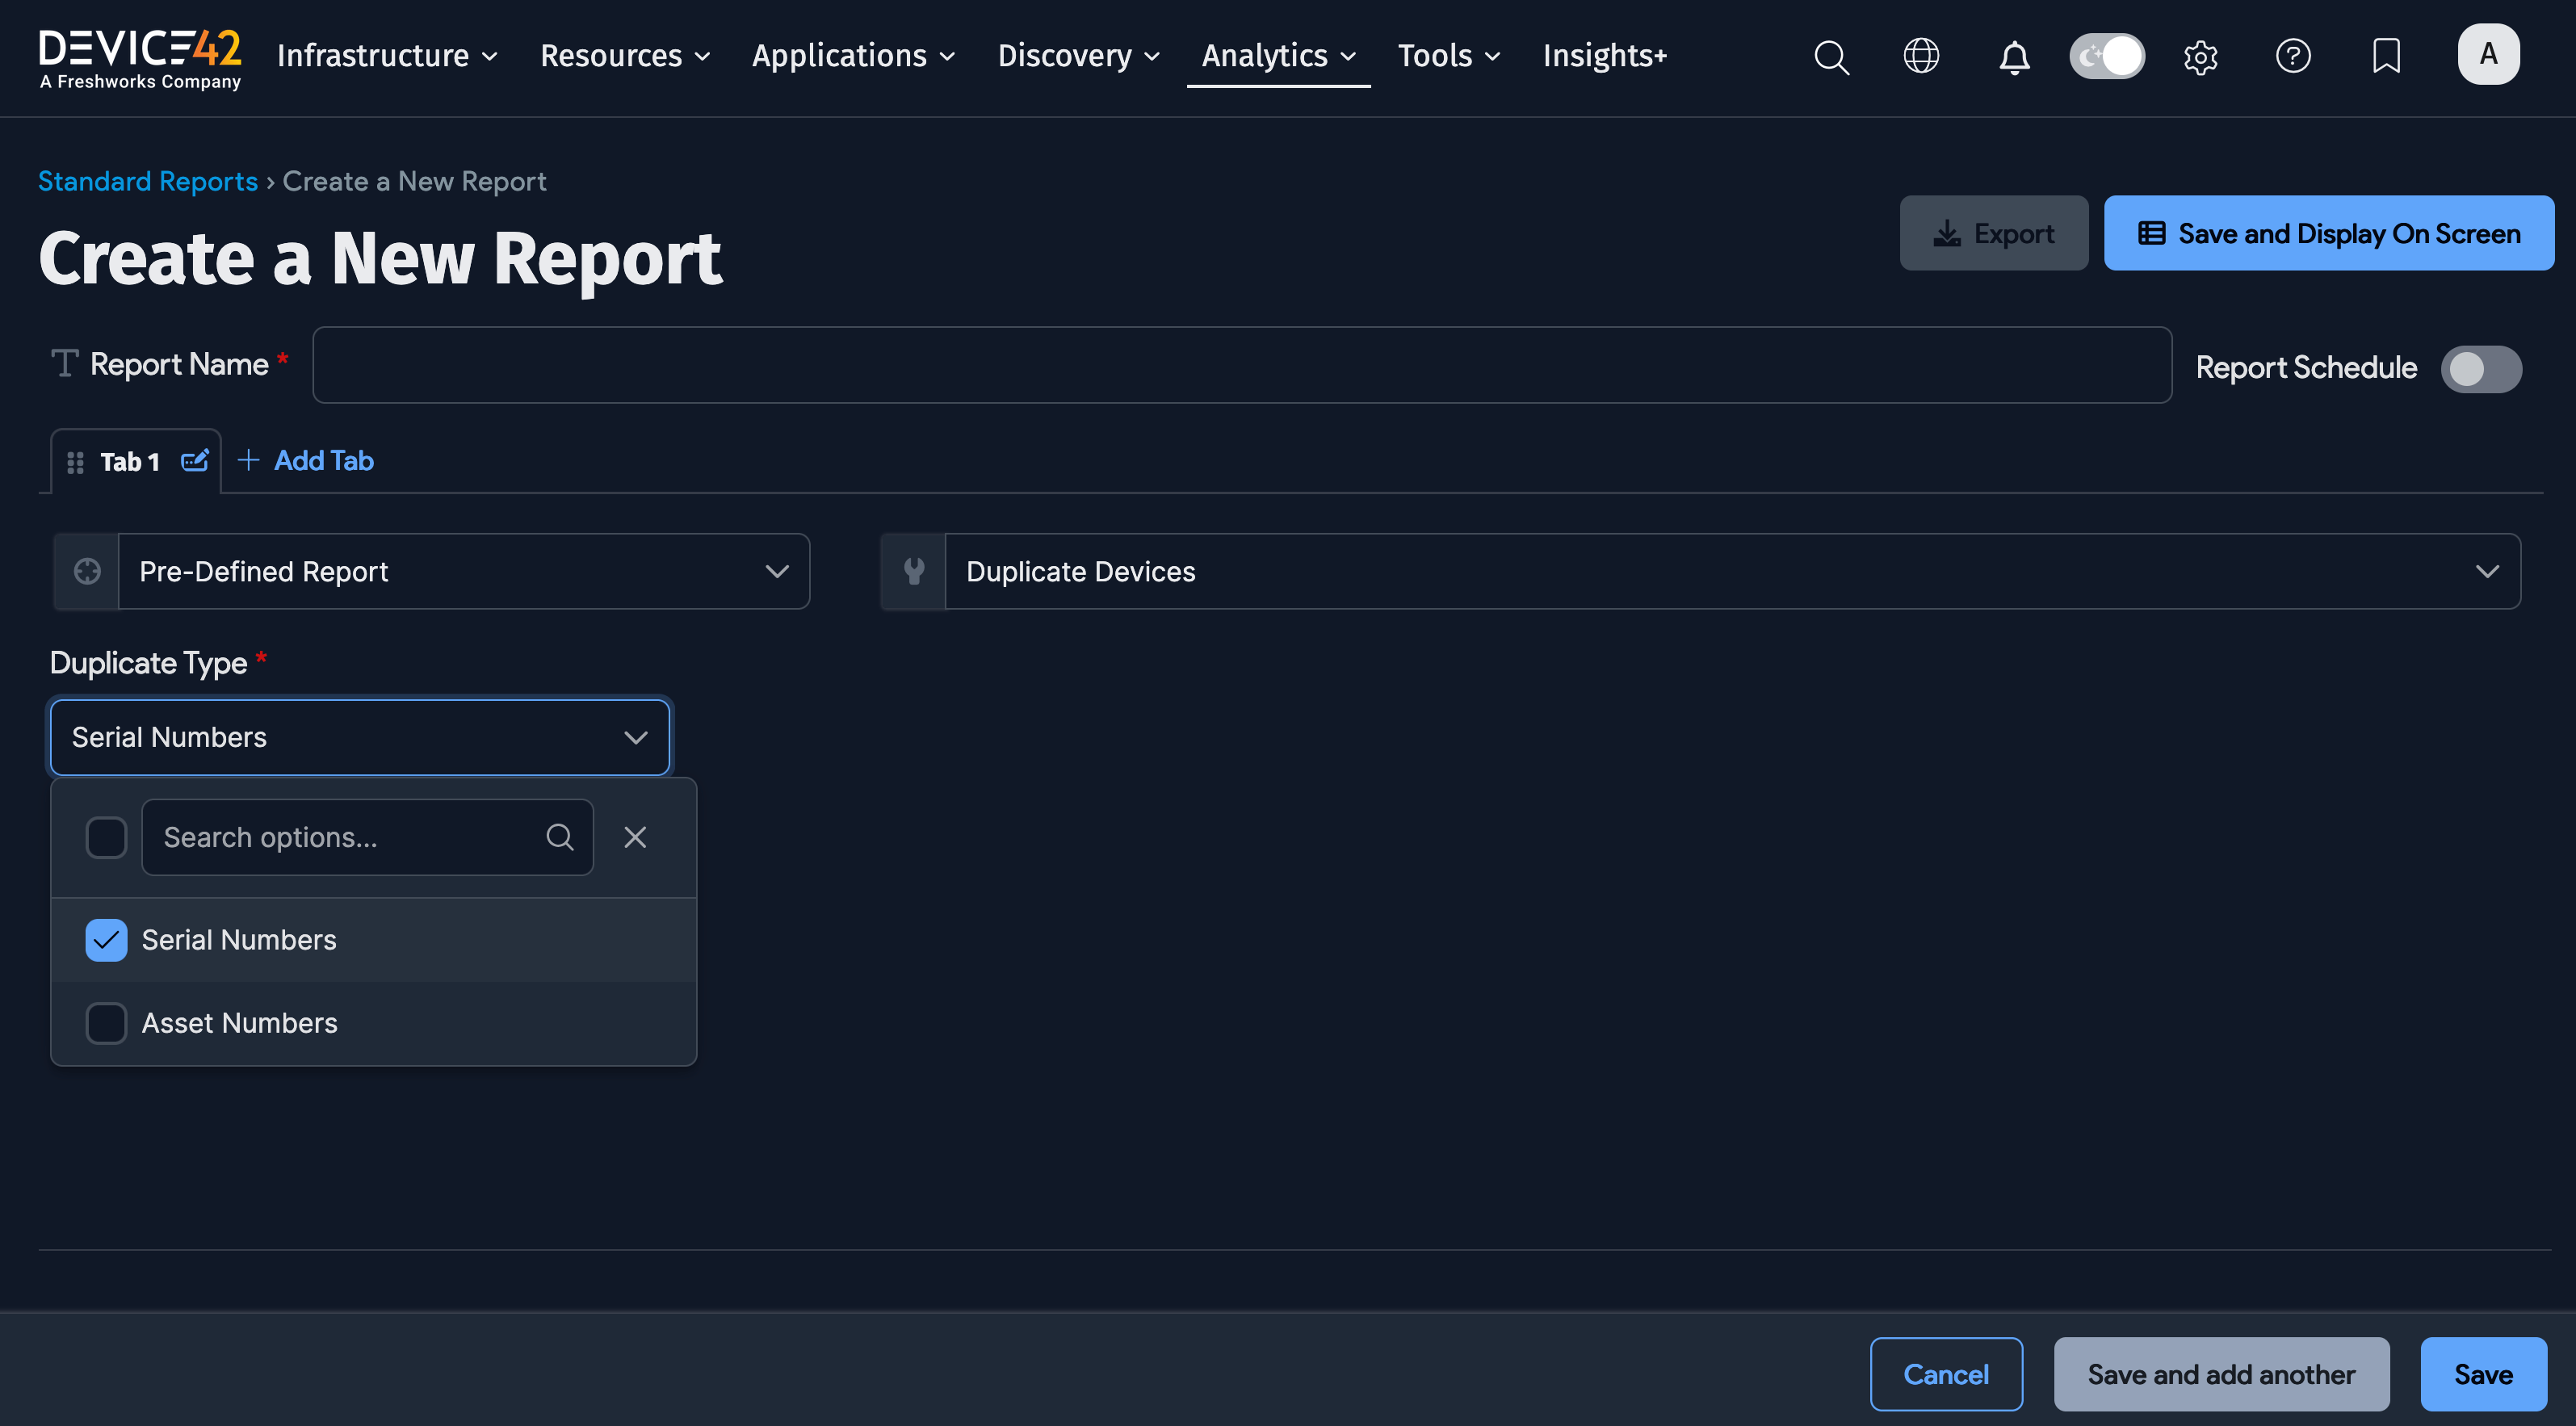 DEVICE42
A Freshworks Company
Infrastructure Resources Applications Discovery Analytics Tools Insights+
A
Standard Reports › Create a New Report
Create a New Report
Export
Save and Display On Screen
Report Name *
Report Schedule
Tab 1
+ Add Tab
Pre-Defined Report
Duplicate Devices
Duplicate Type *
Serial Numbers
Search options...
Serial Numbers
Asset Numbers
Cancel
Save and add another
Save